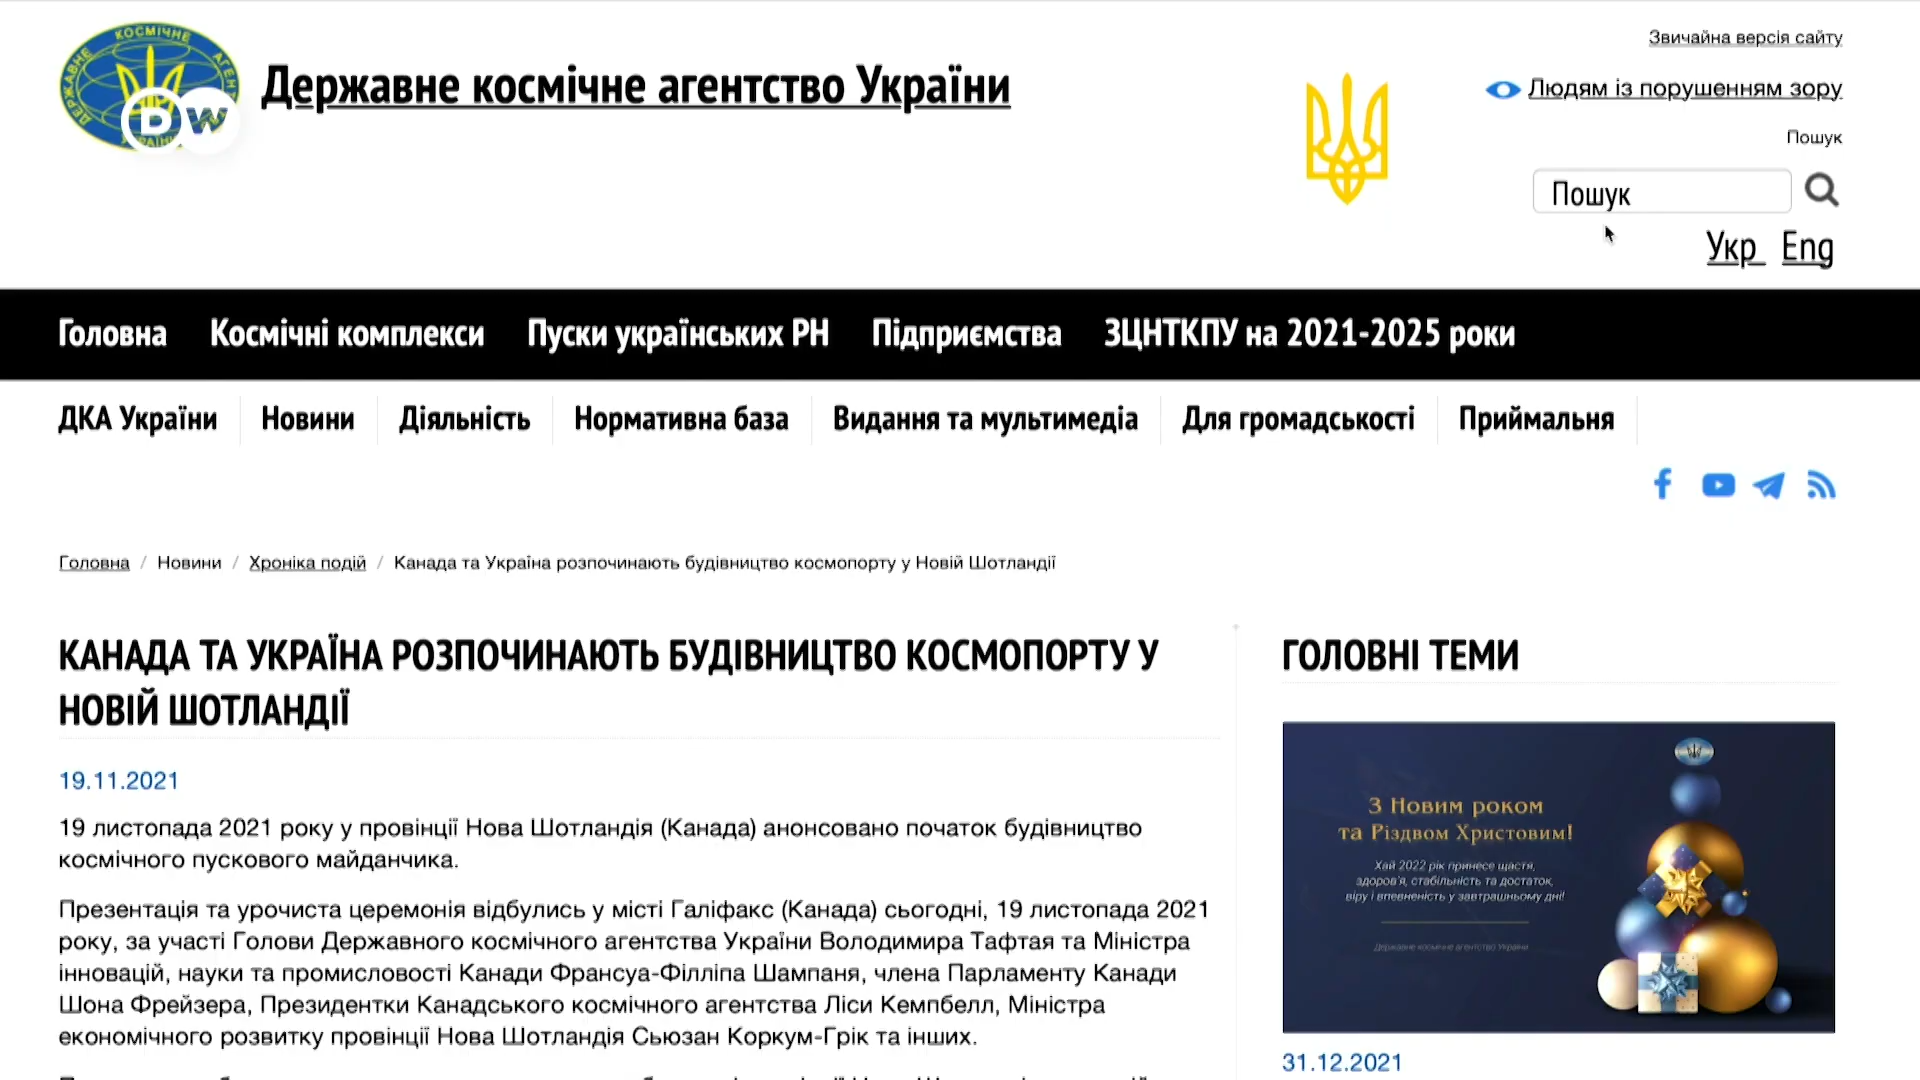 ДЕРЖАВНЕ КОСМІЧНЕ АГЕНТ
DW
Державне космічне агентство України
Звичайна версія сайту
Людям із порушенням зору
Пошук
Пошук
Укр Eng
Головна Космічні комплекси Пуски українських РН Підприємства ЗЦНТКПУ на 2021-2025 роки
ДКА України Новини Діяльність Нормативна база Видання та мультимедіа Для громадськості Приймальня
Головна / Новини / Хроніка подій / Канада та Україна розпочинають будівництво космопорту у Новій Шотландії
КАНАДА ТА УКРАЇНА РОЗПОЧИНАЮТЬ БУДІВНИЦТВО КОСМОПОРТУ У
НОВІЙ ШОТЛАНДІЇ
19.11.2021
19 листопада 2021 року у провінції Нова Шотландія (Канада) анонсовано початок будівництво
космічного пускового майданчика.
Презентація та урочиста церемонія відбулись у місті Галіфакс (Канада) сьогодні, 19 листопада 2021
року, за участі Голови Державного космічного агентства України Володимира Тафтая та Міністра
інновацій, науки та промисловості Канади Франсуа-Філліпа Шампаня, члена Парламенту Канади
Шона Фрейзера, Президентки Канадського космічного агентства Ліси Кемпбелл, Міністра
економічного розвитку провінції Нова Шотландія Сьюзан Коркум-Грік та інших.
ГОЛОВНІ ТЕМИ
З Новим роком
та Різдвом Христовим!
Хай 2022 рік принесе щастя,
здоров'я, стабільність та достаток,
віру і впевненість у завтрашньому дні!
Державне космічне агентство України
31.12.2021